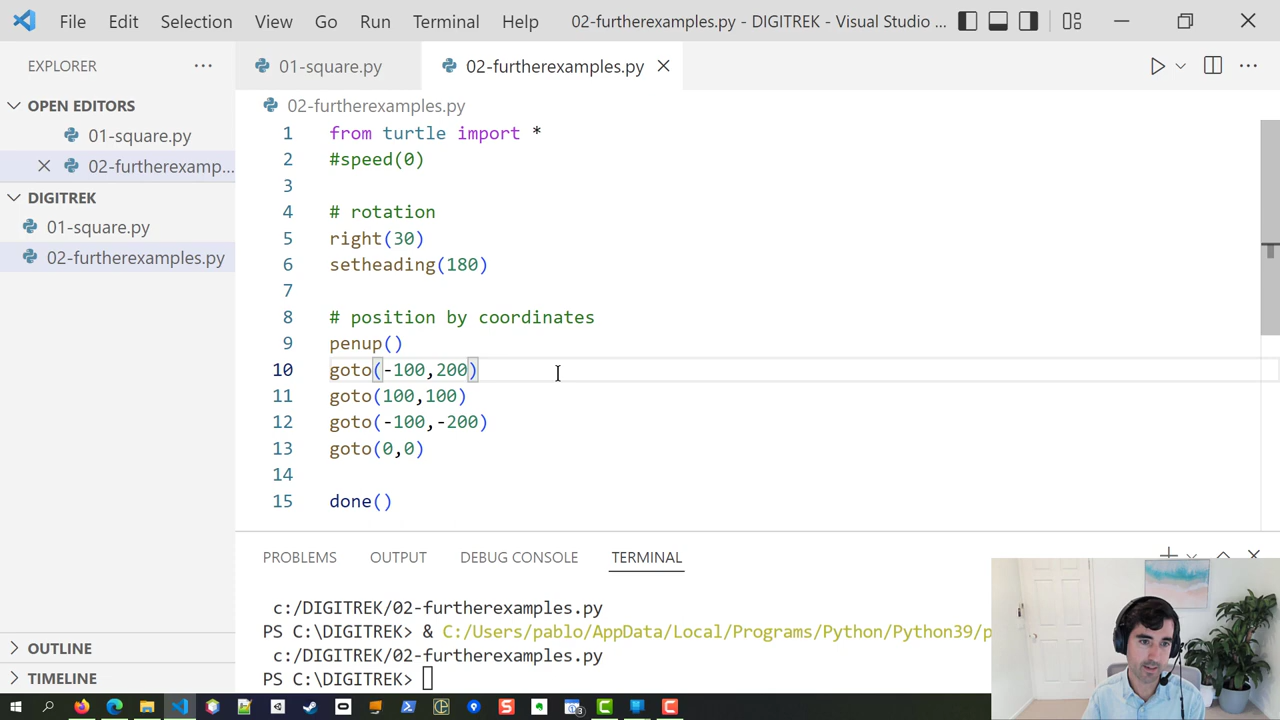 File Edit Selection View Go Run Terminal Help 02-furtherexamples.py - DIGITREK - Visual Studio ...
EXPLORER
01-square.py 02-furtherexamples.py
OPEN EDITORS
01-square.py
02-furtherexamp...
DIGITREK
01-square.py
02-furtherexamples.py
OUTLINE
TIMELINE
02-furtherexamples.py
1 from turtle import *
2 #speed(0)
3
4 # rotation
5 right(30)
6 setheading(180)
7
8 # position by coordinates
9 penup()
10 goto(-100,200)
11 goto(100,100)
12 goto(-100,-200)
13 goto(0,0)
14
15 done()
PROBLEMS OUTPUT DEBUG CONSOLE TERMINAL
c:/DIGITREK/02-furtherexamples.py
PS C:\DIGITREK> & C:/Users/pablo/AppData/Local/Programs/Python/Python39/p
c:/DIGITREK/02-furtherexamples.py
PS C:\DIGITREK>